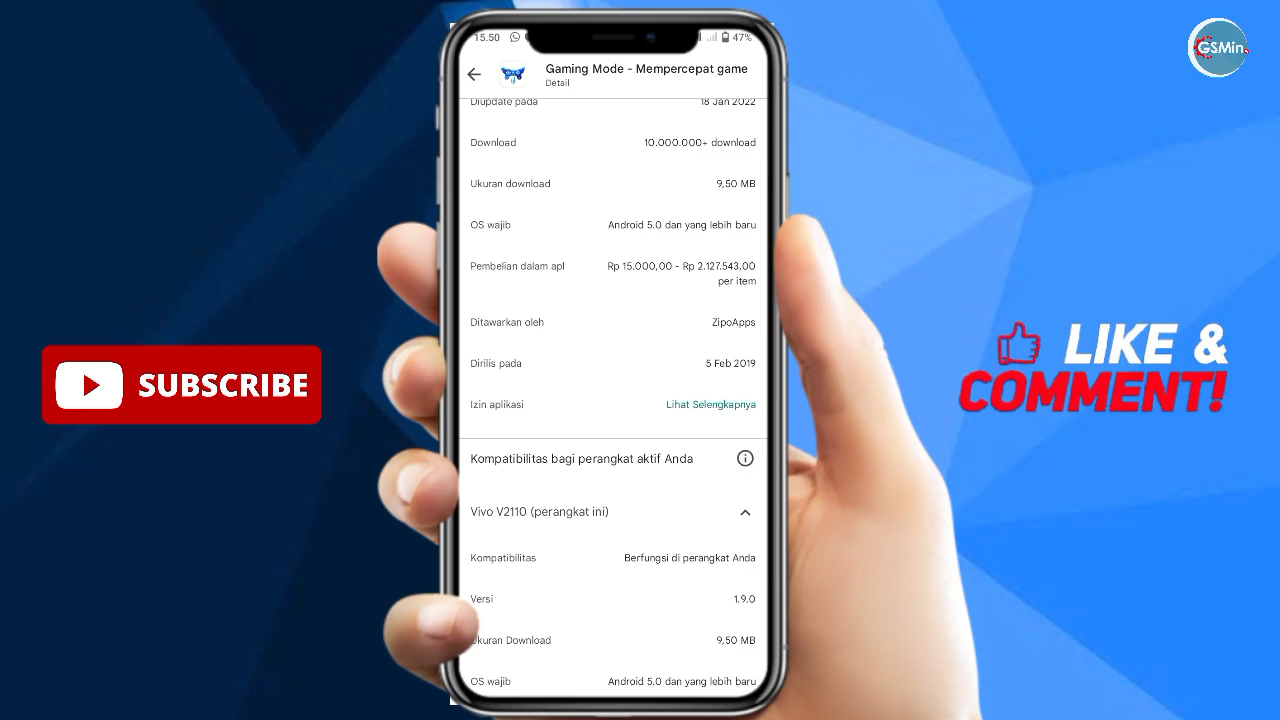 15.50
47%
GSMin
Gaming Mode - Mempercepat game
Detail
Diupdate pada 18 Jan 2022
Download 10.000.000+ download
Ukuran download 9,50 MB
OS wajib Android 5.0 dan yang lebih baru
Pembelian dalam apl Rp 15.000,00 - Rp 2.127.543,00
per item
Ditawarkan oleh ZipoApps
Dirilis pada 5 Feb 2019
Izin aplikasi Lihat Selengkapnya
Kompatibilitas bagi perangkat aktif Anda
Vivo V2110 (perangkat ini)
Kompatibilitas Berfungsi di perangkat Anda
Versi 1.9.0
Ukuran Download 9,50 MB
OS wajib Android 5.0 dan yang lebih baru
SUBSCRIBE
LIKE &
COMMENT!